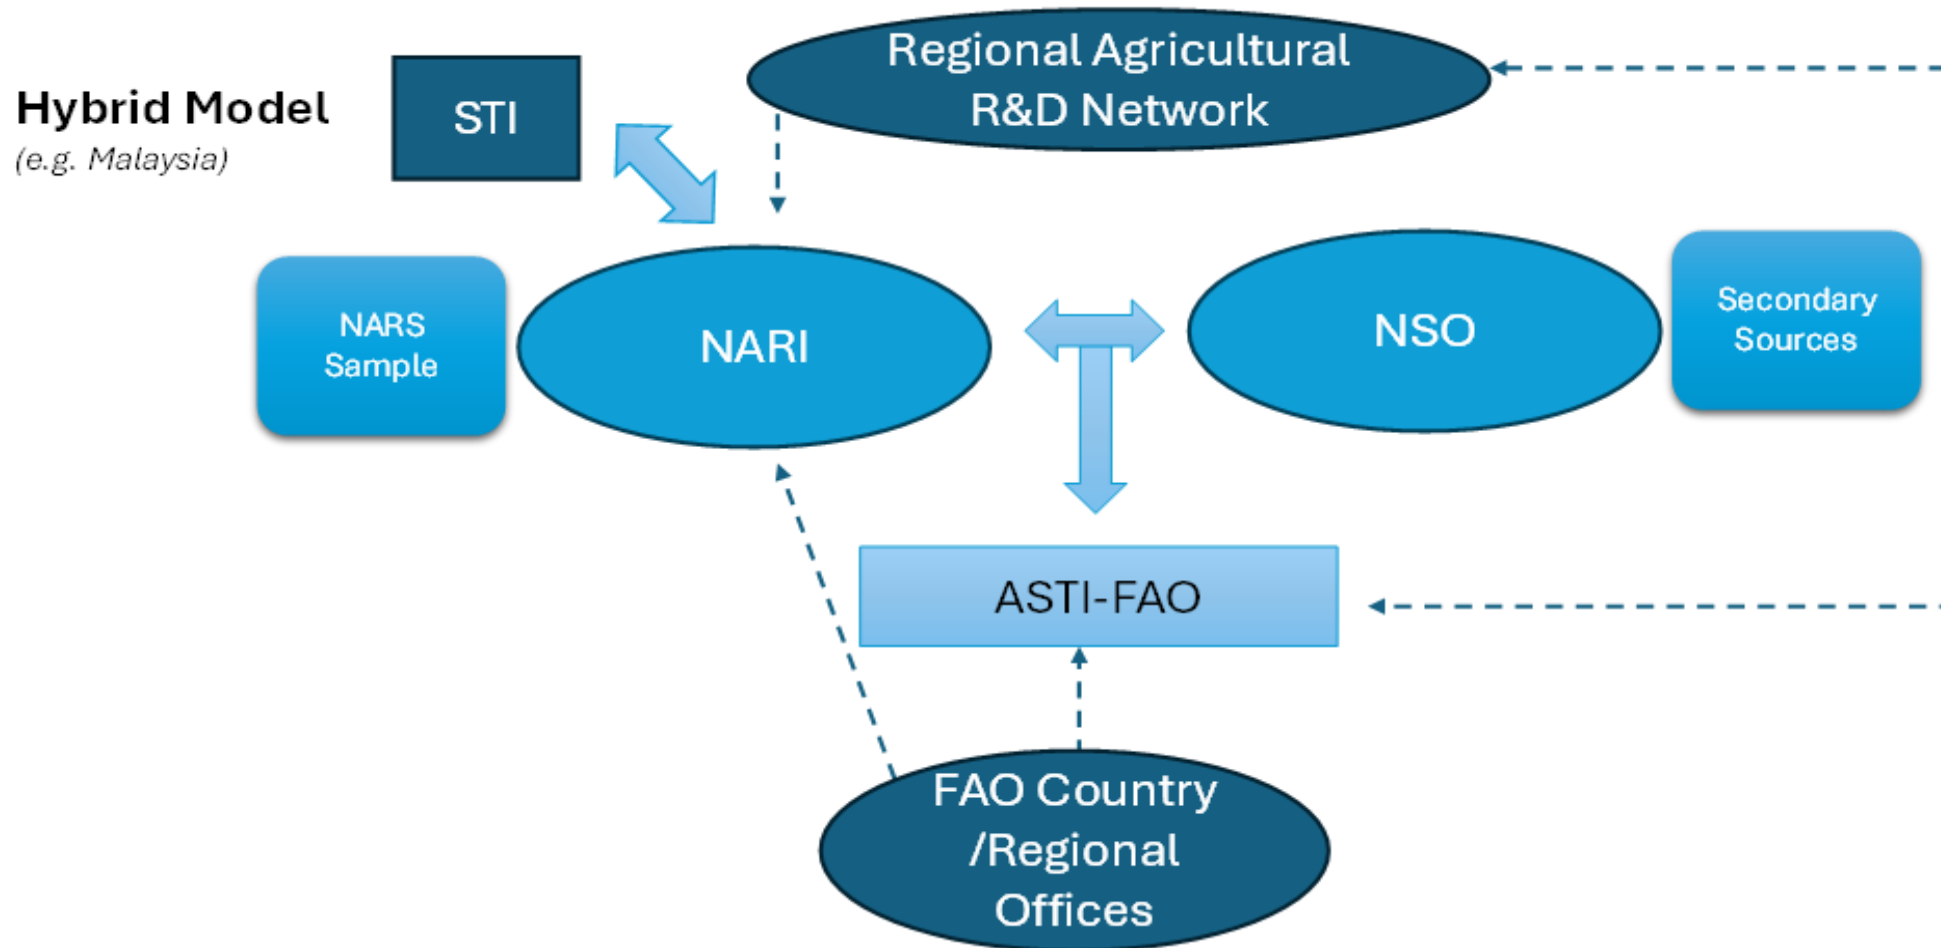 Hybrid Model
(e.g. Malaysia)
STI
Regional Agricultural
R&D Network
NARS
Sample
NARI
NSO
Secondary
Sources
ASTI-FAO
FAO Country
/Regional
Offices